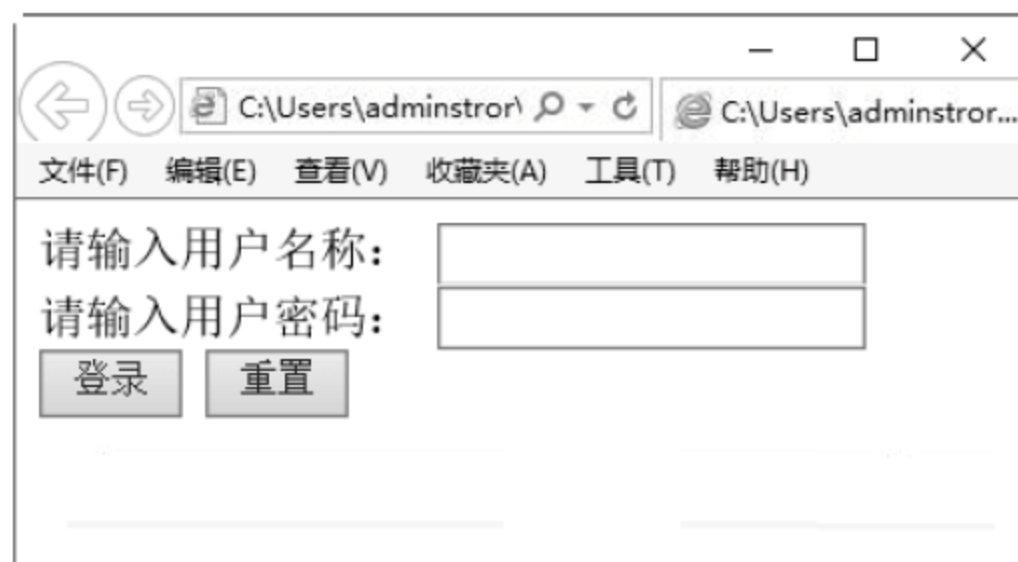 C:\Users\adminstror\ C:\Users\adminstror...
文件(F) 编辑(E) 查看(V) 收藏夹(A) 工具(T) 帮助(H)
请输入用户名称：
请输入用户密码：
登录 重置